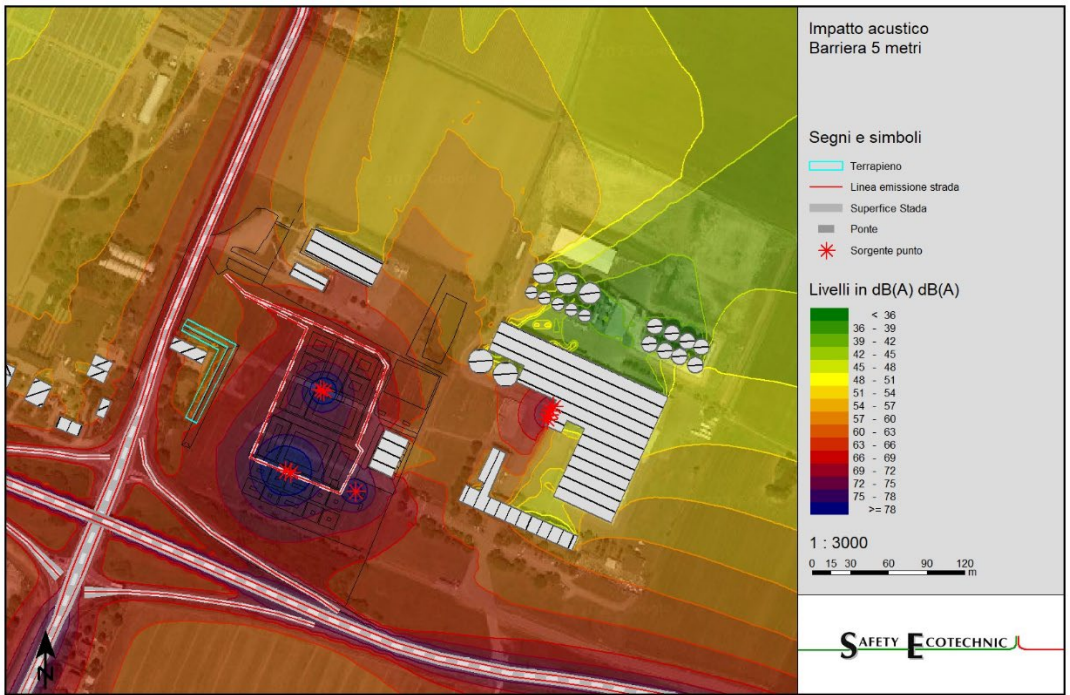 Impatto acustico
Barriera 5 metri
Segni e simboli
Terrapieno
Linea emissione strada
Superfice Stada
Ponte
Sorgente punto
Livelli in dB(A) dB(A)
< 36
36 - 39
39 - 42
42 - 45
45 - 48
48 - 51
51 - 54
54 - 57
57 - 60
60 - 63
63 - 66
66 - 69
69 - 72
72 - 75
75 - 78
>= 78
1 : 3000
0 15 30 60 90 120
m
SAFETY ECOTECHNIC
N